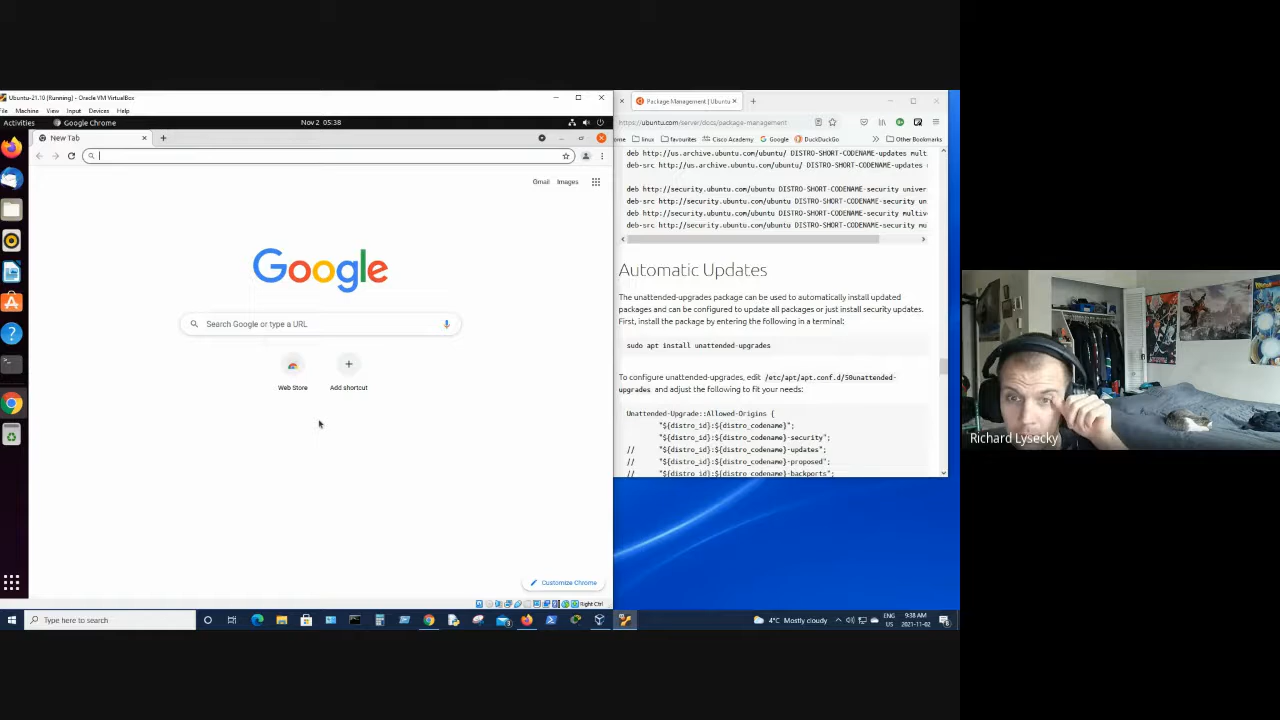 Ubuntu-21.10 [Running] - Oracle VM VirtualBox
File Machine View Input Devices Help
Activities Google Chrome Nov 2 05:38
New Tab
Gmail Images
Google
Search Google or type a URL
Web Store Add shortcut
Customize Chrome
Right Ctrl
Package Management | Ubuntu
https://ubuntu.com/server/docs/package-management
linux favourites Cisco Academy Google DuckDuckGo Other Bookmarks
deb http://us.archive.ubuntu.com/ubuntu/ DISTRO-SHORT-CODENAME-updates mult
deb-src http://us.archive.ubuntu.com/ubuntu/ DISTRO-SHORT-CODENAME-updates
deb http://security.ubuntu.com/ubuntu DISTRO-SHORT-CODENAME-security univer
deb-src http://security.ubuntu.com/ubuntu DISTRO-SHORT-CODENAME-security un
deb http://security.ubuntu.com/ubuntu DISTRO-SHORT-CODENAME-security multiv
deb-src http://security.ubuntu.com/ubuntu DISTRO-SHORT-CODENAME-security mu
Automatic Updates
The unattended-upgrades package can be used to automatically install updated
packages and can be configured to update all packages or just install security updates.
First, install the package by entering the following in a terminal:
sudo apt install unattended-upgrades
To configure unattended-upgrades, edit /etc/apt/apt.conf.d/50unattended-
upgrades and adjust the following to fit your needs:
Unattended-Upgrade::Allowed-Origins {
"${distro_id}:${distro_codename}";
"${distro_id}:${distro_codename}-security";
// "${distro_id}:${distro_codename}-updates";
// "${distro_id}:${distro_codename}-proposed";
// "${distro_id}:${distro_codename}-backports";
Richard Lysecky
Type here to search
4°C Mostly cloudy
ENG
US
9:38 AM
2021-11-02